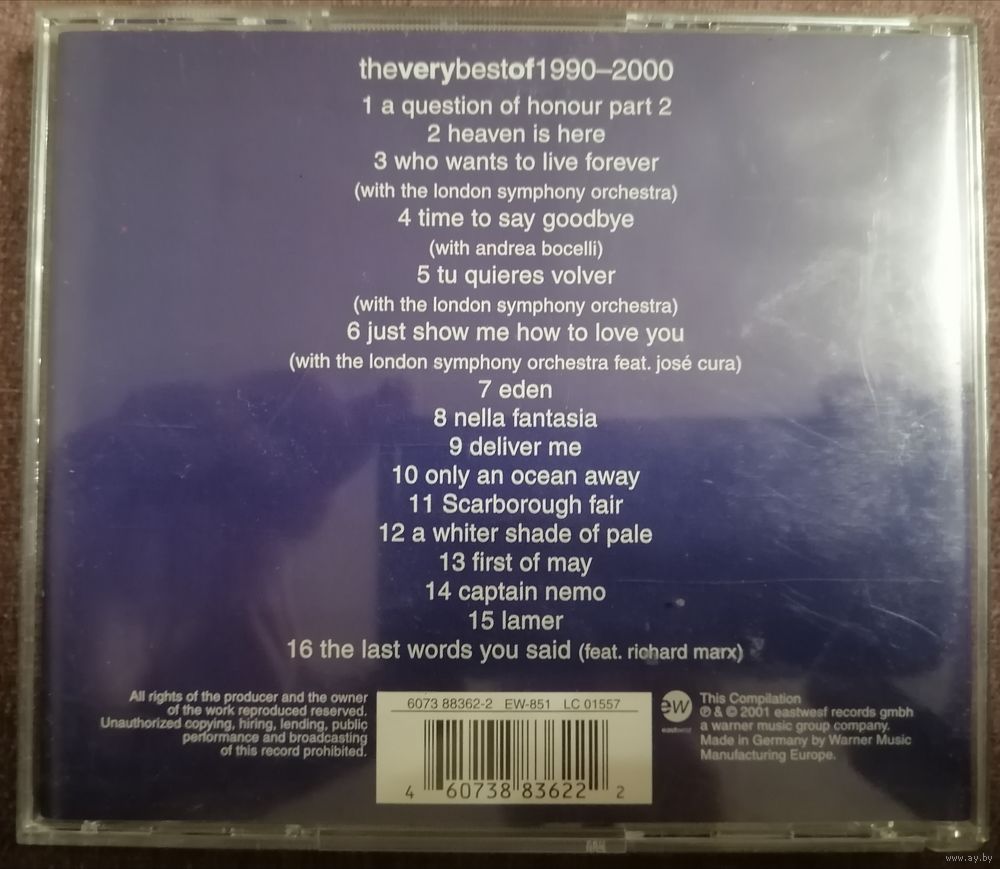 theverybestof1990–2000
1 a question of honour part 2
2 heaven is here
3 who wants to live forever
(with the london symphony orchestra)
4 time to say goodbye
(with andrea bocelli)
5 tu quieres volver
(with the london symphony orchestra)
6 just show me how to love you
(with the london symphony orchestra feat. josé cura)
7 eden
8 nella fantasia
9 deliver me
10 only an ocean away
11 Scarborough fair
12 a whiter shade of pale
13 first of may
14 captain nemo
15 lamer
16 the last words you said (feat. richard marx)
All rights of the producer and the owner
of the work reproduced reserved.
Unauthorized copying, hiring, lending, public
performance and broadcasting
of this record prohibited.
6073 88362-2 EW-851 LC 01557
4 607388 83622 2
ew
eastwest
This Compilation
℗ & © 2001 eastwesf records gmbh
a warner music group company.
Made in Germany by Warner Music
Manufacturing Europe.
www.ay.by